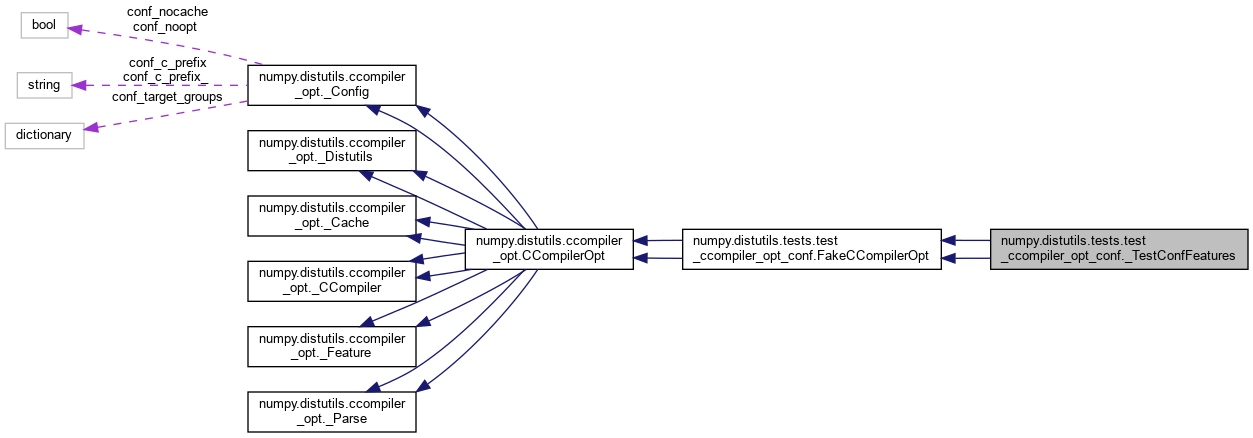 conf_nocache
conf_noopt
bool
conf_c_prefix
conf_c_prefix_
string
conf_target_groups
dictionary
numpy.distutils.ccompiler
_opt._Config
numpy.distutils.ccompiler
_opt._Distutils
numpy.distutils.ccompiler
_opt._Cache
numpy.distutils.ccompiler
_opt._CCompiler
numpy.distutils.ccompiler
_opt._Feature
numpy.distutils.ccompiler
_opt._Parse
numpy.distutils.ccompiler
_opt.CCompilerOpt
numpy.distutils.tests.test
_ccompiler_opt_conf.FakeCCompilerOpt
numpy.distutils.tests.test
_ccompiler_opt_conf._TestConfFeatures